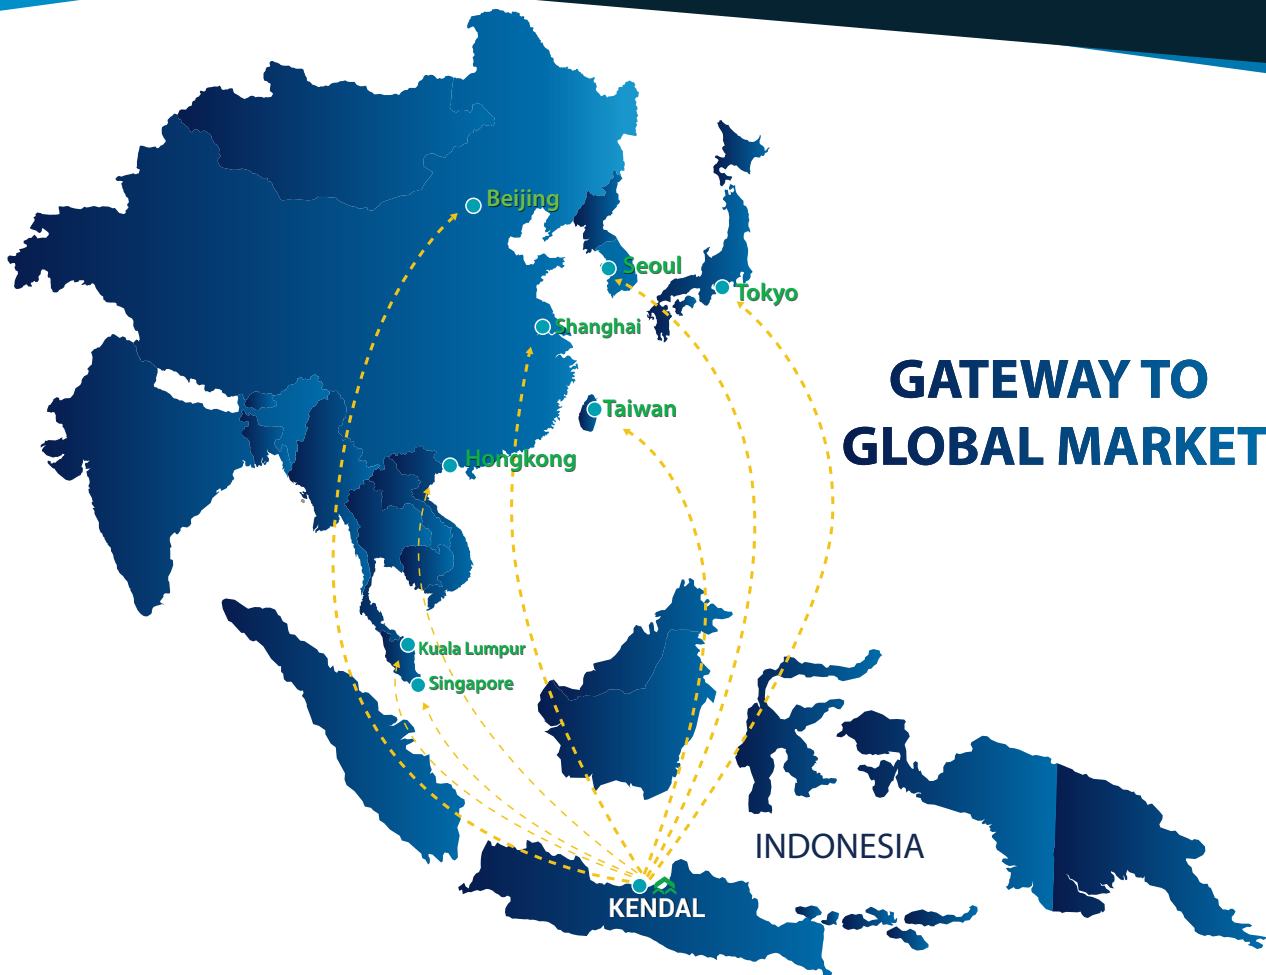 Beijing
Seoul
Tokyo
Shanghai
GATEWAY TO
GLOBAL MARKET
Taiwan
Hongkong
Kuala Lumpur
Singapore
INDONESIA
KENDAL